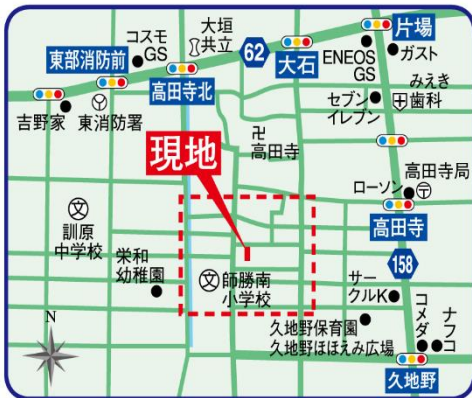 コスモ
GS
大垣
共立
62
片場
東部消防前
大石
ENEOS
GS
ガスト
高田寺北
吉野家
東消防署
セブン
イレブン
みえき
歯科
卍
高田寺
現地
高田寺局
ローソン
〒
高田寺
文
訓原
中学校
栄和
幼稚園
文
師勝南
小学校
158
サー
クルK
コメダ
ナフコ
久地野保育園
久地野ほほえみ広場
久地野
N